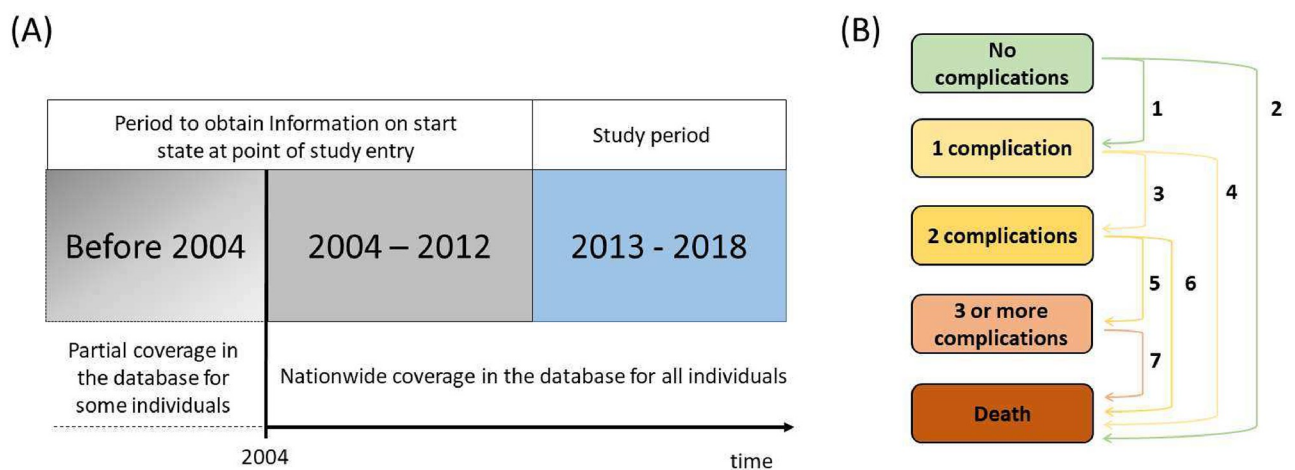 (A)
Period to obtain Information on start
state at point of study entry
Study period
Before 2004
2004 – 2012
2013 - 2018
Partial coverage in
the database for
some individuals
Nationwide coverage in the database for all individuals
2004
time
(B)
No
complications
1
2
1 complication
3
4
2 complications
5
6
3 or more
complications
7
Death